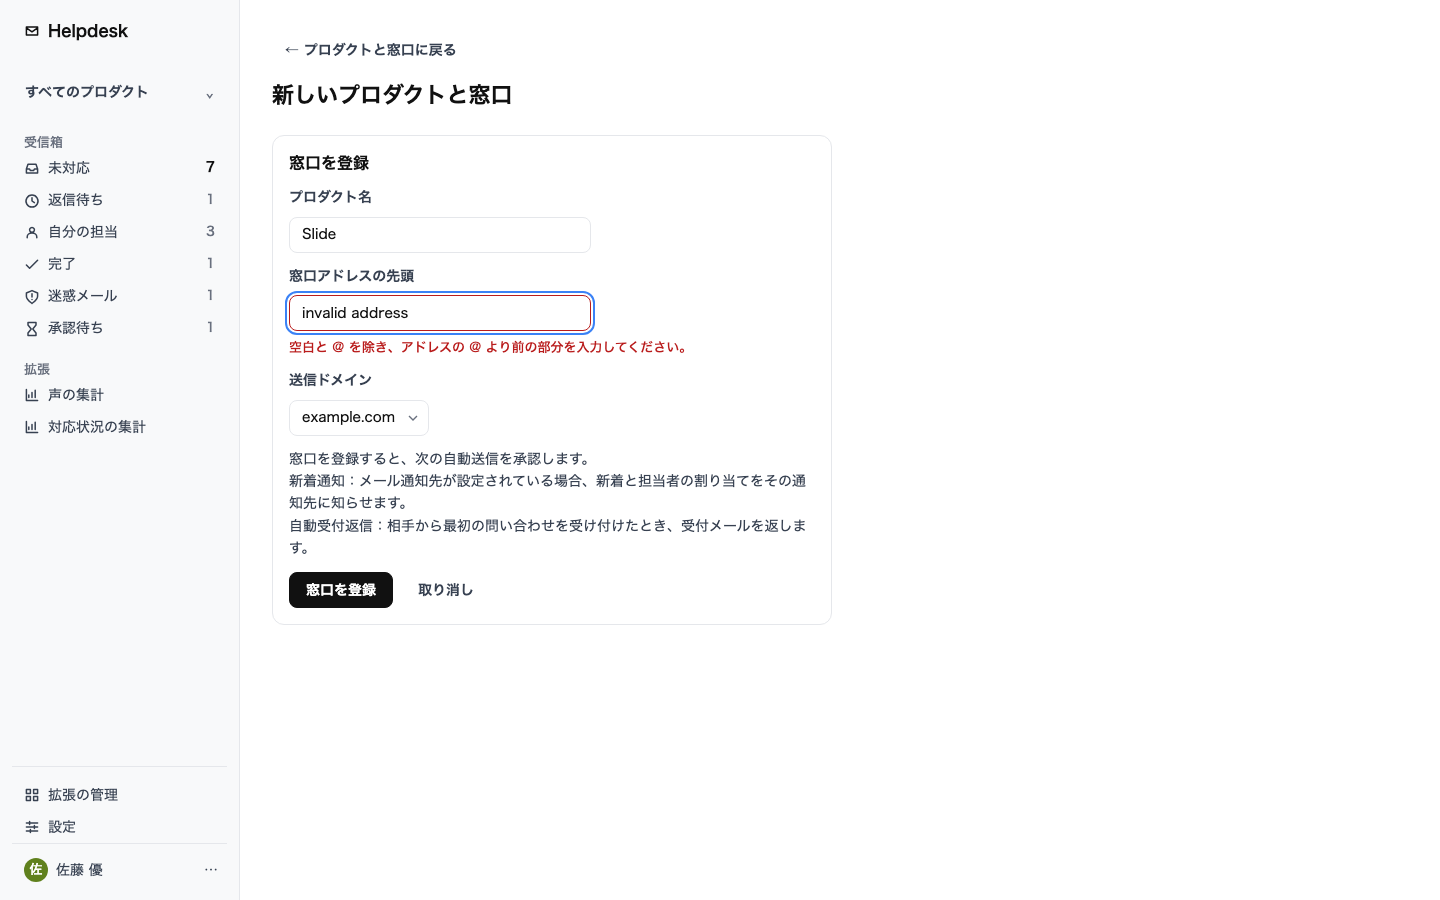 Helpdesk
すべてのプロダクト
受信箱
未対応 7
返信待ち 1
自分の担当 3
完了 1
迷惑メール 1
承認待ち 1
拡張
声の集計
対応状況の集計
拡張の管理
設定
佐 佐藤 優 …
← プロダクトと窓口に戻る
新しいプロダクトと窓口
窓口を登録
プロダクト名
Slide
窓口アドレスの先頭
invalid address
空白と @ を除き、アドレスの @ より前の部分を入力してください。
送信ドメイン
example.com
窓口を登録すると、次の自動送信を承認します。
新着通知：メール通知先が設定されている場合、新着と担当者の割り当てをその通
知先に知らせます。
自動受付返信：相手から最初の問い合わせを受け付けたとき、受付メールを返しま
す。
窓口を登録 取り消し